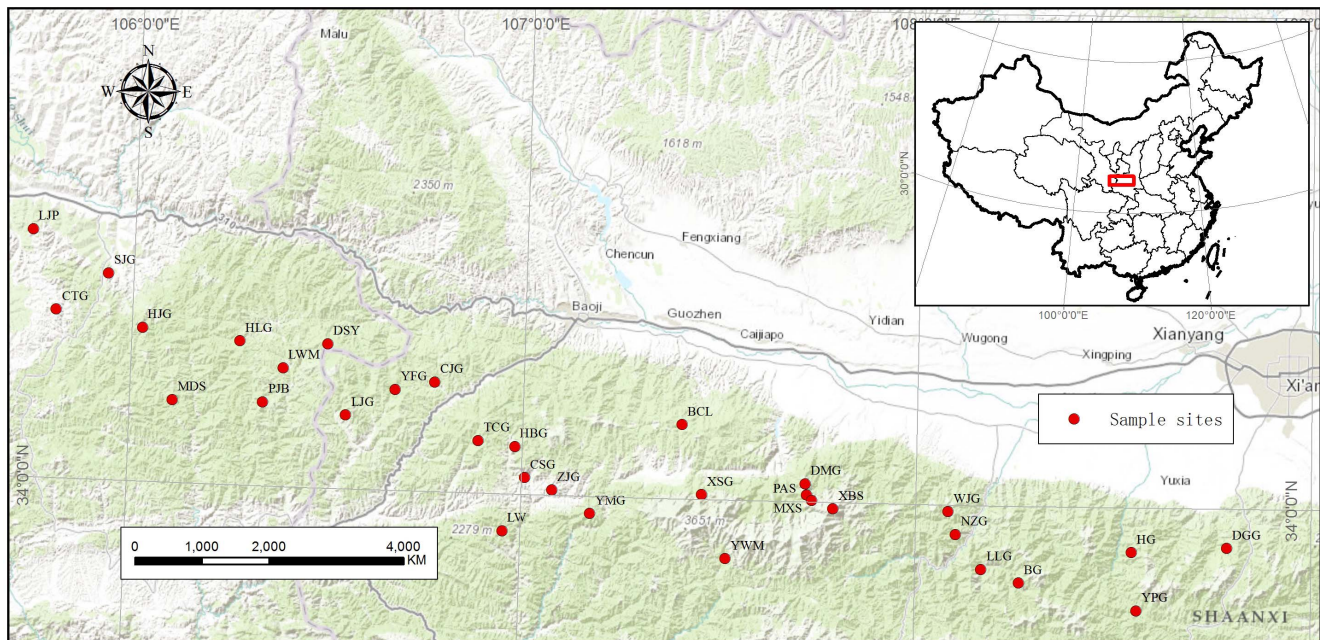 106°0'0"E
107°0'0"E
108°0'0"E
Malu
N
W E
S
1548 m
1618 m
2350 m
30°0'0"N
100°0'0"E
120°0'0"E
LJP
3105 m
SJG
Fengxiang
Chencun
CTG
HJG
Baoji
Guozhen
Yidian
Caijiapo
Wugong
Xianyang
Xingping
Xi'an
HLG
DSY
LWM
MDS
PJB
YFG
CJG
LJG
Sample sites
TCG
HBG
BCL
CSG
ZJG
34°0'0"N
XSG
DMG
PAS
MXS
XBS
YMG
WJG
NZG
Yuxia
34°0'0"N
2279 m
LW
3651 m
YWM
LLG
BG
HG
DGG
YPG
SHAANXI
0 1,000 2,000 4,000
KM